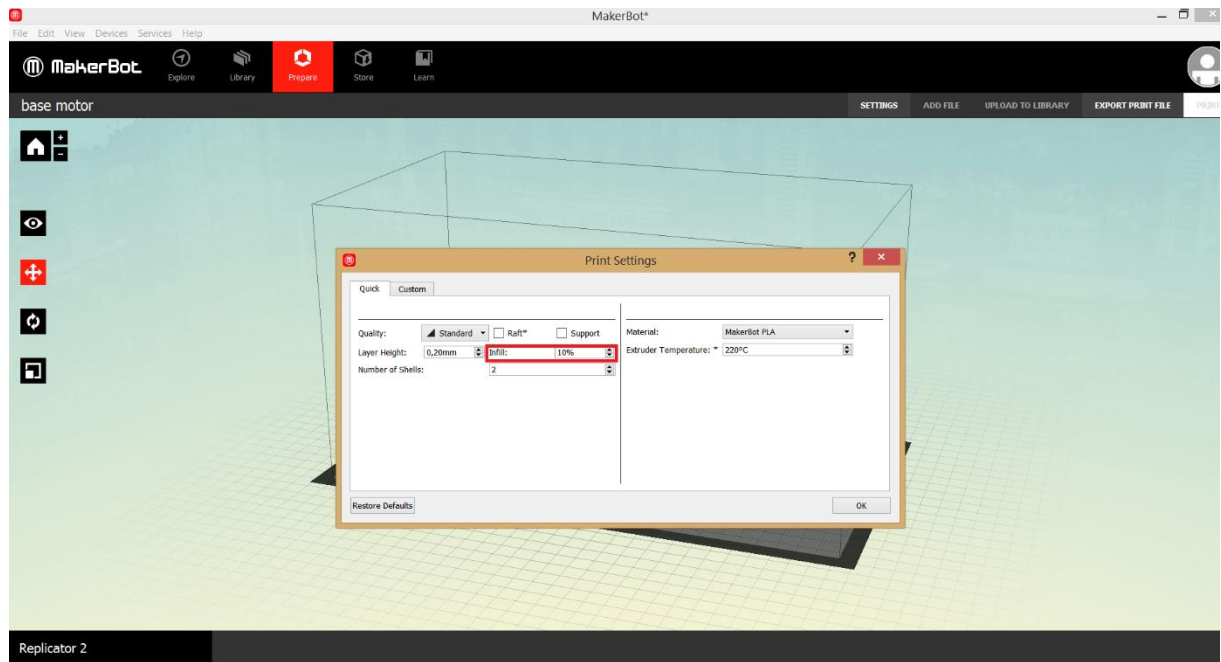 MakerBot*
File Edit View Devices Services Help
MakerBot
Explore
Library
Prepare
Store
Learn
base motor
SETTINGS
ADD FILE
UPLOAD TO LIBRARY
EXPORT PRINT FILE
PRINT
Print Settings
Quick
Custom
Quality: Standard Raft* Support
Layer Height: 0,20mm Infill: 10%
Number of Shells: 2
Material: MakerBot PLA
Extruder Temperature: * 220°C
Restore Defaults
OK
Replicator 2